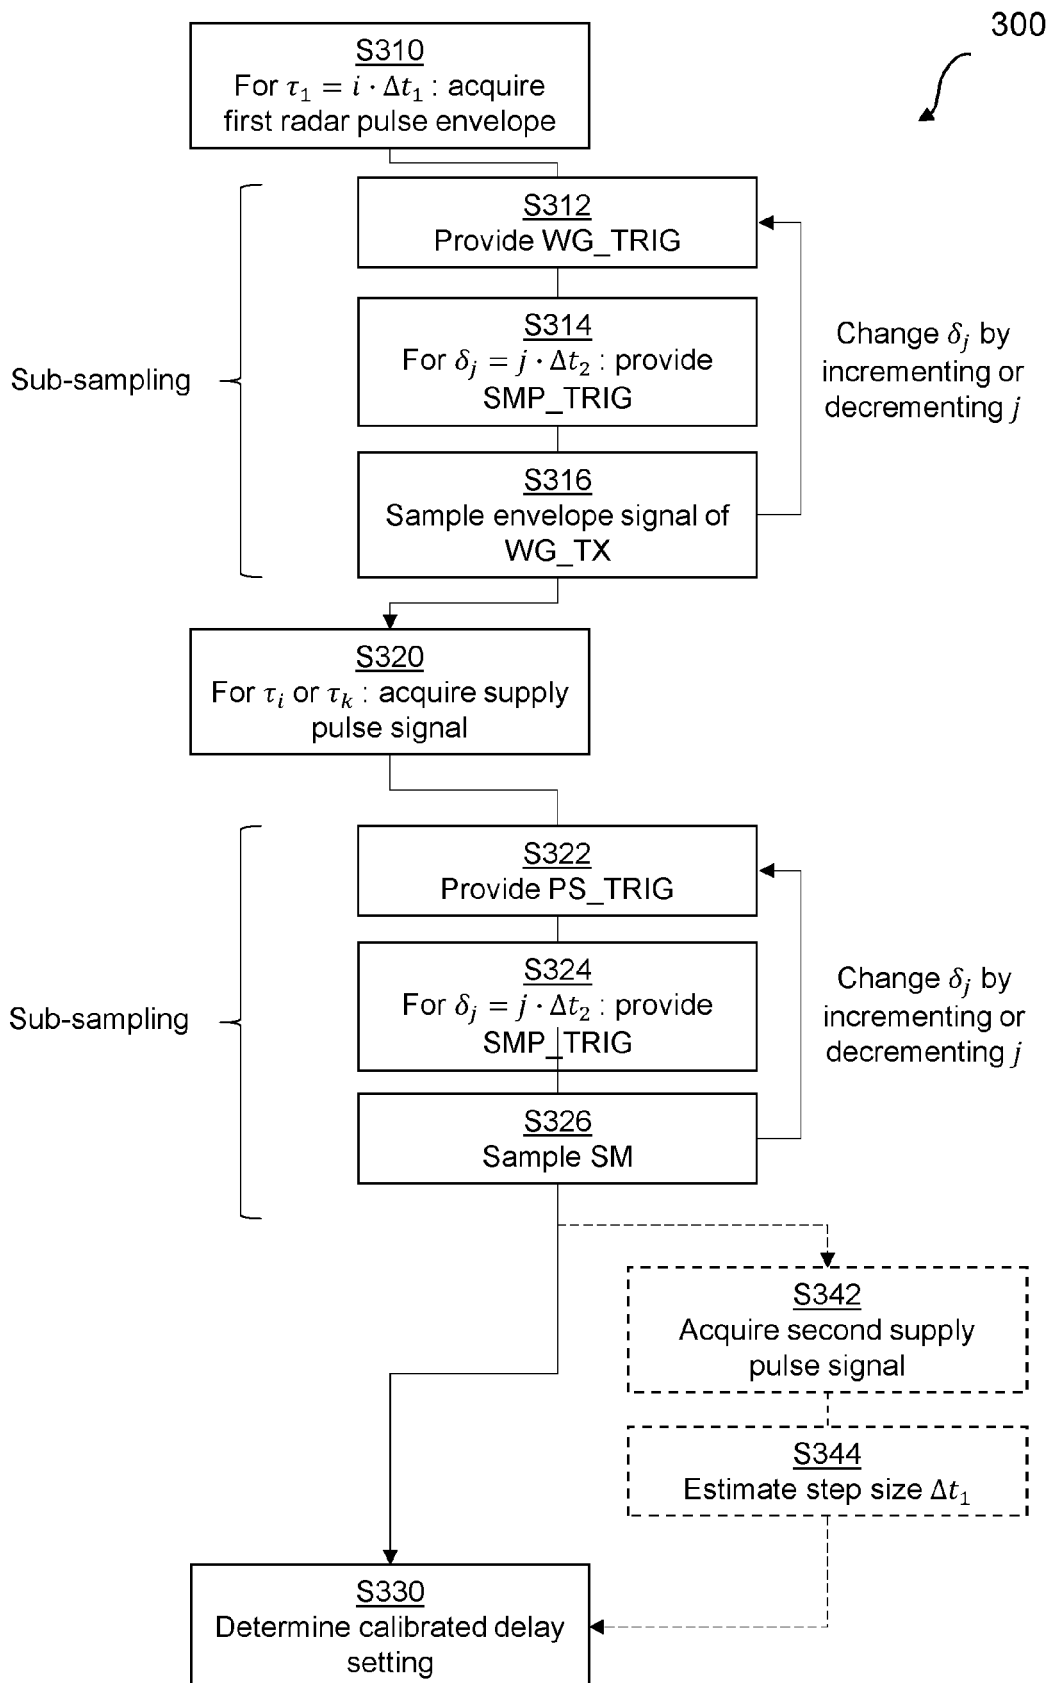 300
S310
For τ₁ = i · Δt₁ : acquire
first radar pulse envelope
S312
Provide WG_TRIG
S314
For δⱼ = j · Δt₂ : provide
SMP_TRIG
S316
Sample envelope signal of
WG_TX
Sub-sampling
Change δⱼ by
incrementing or
decrementing j
S320
For τᵢ or τₖ : acquire supply
pulse signal
S322
Provide PS_TRIG
S324
For δⱼ = j · Δt₂ : provide
SMP_TRIG
S326
Sample SM
Sub-sampling
Change δⱼ by
incrementing or
decrementing j
S342
Acquire second supply
pulse signal
S344
Estimate step size Δt₁
S330
Determine calibrated delay
setting